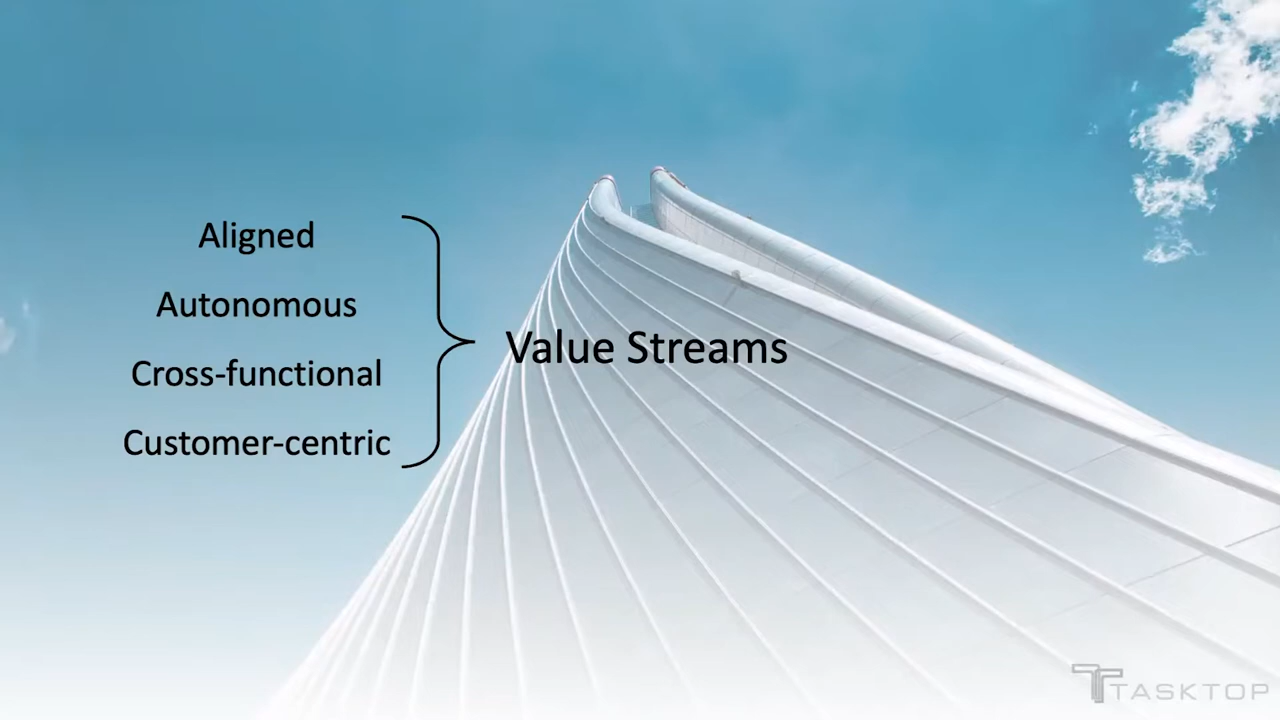 Aligned
Autonomous
Cross-functional
Customer-centric
Value Streams
TASKTOP